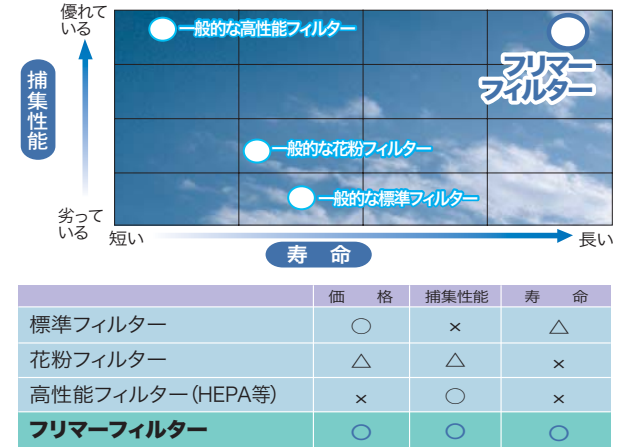 優れて
いる
一般的な高性能フィルター
フリマー
フィルター
捕集性能
一般的な花粉フィルター
一般的な標準フィルター
劣って
いる
短い
長い
寿 命
価 格 捕集性能 寿 命
標準フィルター ○ × △
花粉フィルター △ △ ×
高性能フィルター(HEPA等) × ○ ×
フリマーフィルター ○ ○ ○